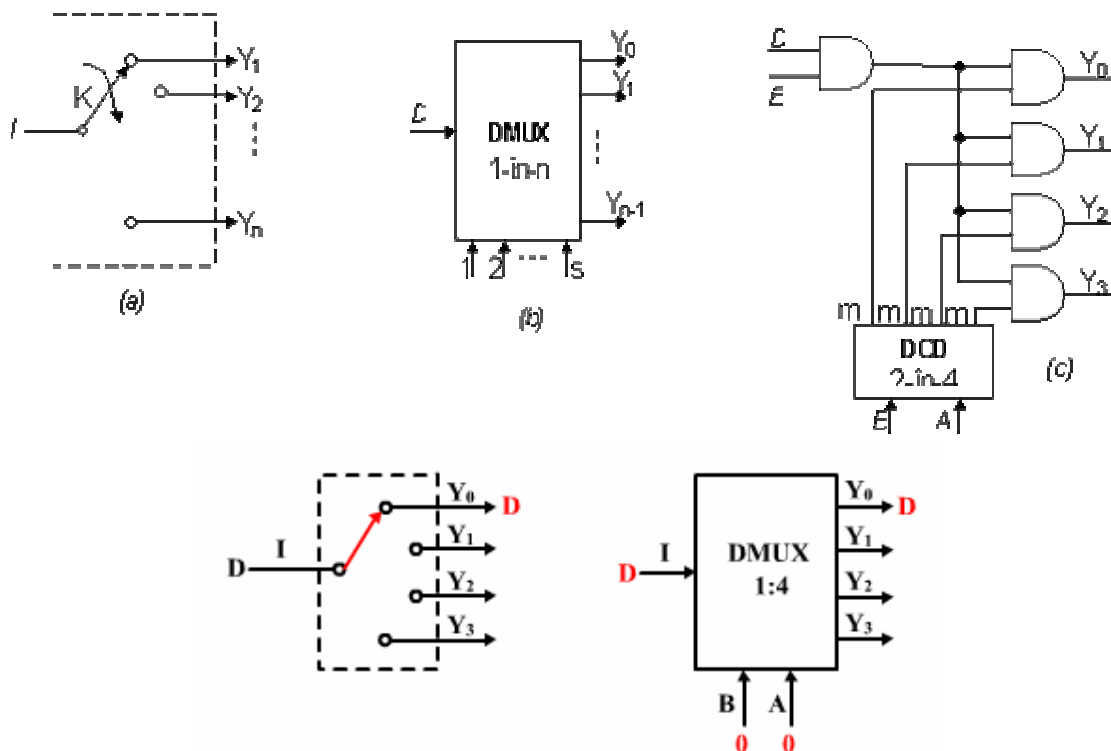 I K Y1
Y2
Yn
(a)
D DMUX
1-in-n
Y0
Y1
Yn-1
1 2 s
(b)
E
Y0
Y1
Y2
Y3
m m m m
DCD
2-in-4
E A
(c)
D I Y0 D
Y1
Y2
Y3
D I DMUX
1:4
Y0 D
Y1
Y2
Y3
B A
0 0